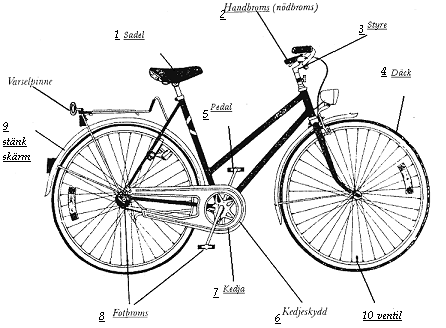 Handbroms (nödbroms)
2
1 Sadel
3 Styre
4 Däck
Varselpinne
5 Pedal
9
stänk
skärm
7 Kedja
8 Fotbroms
6 Kedjeskydd
10 ventil